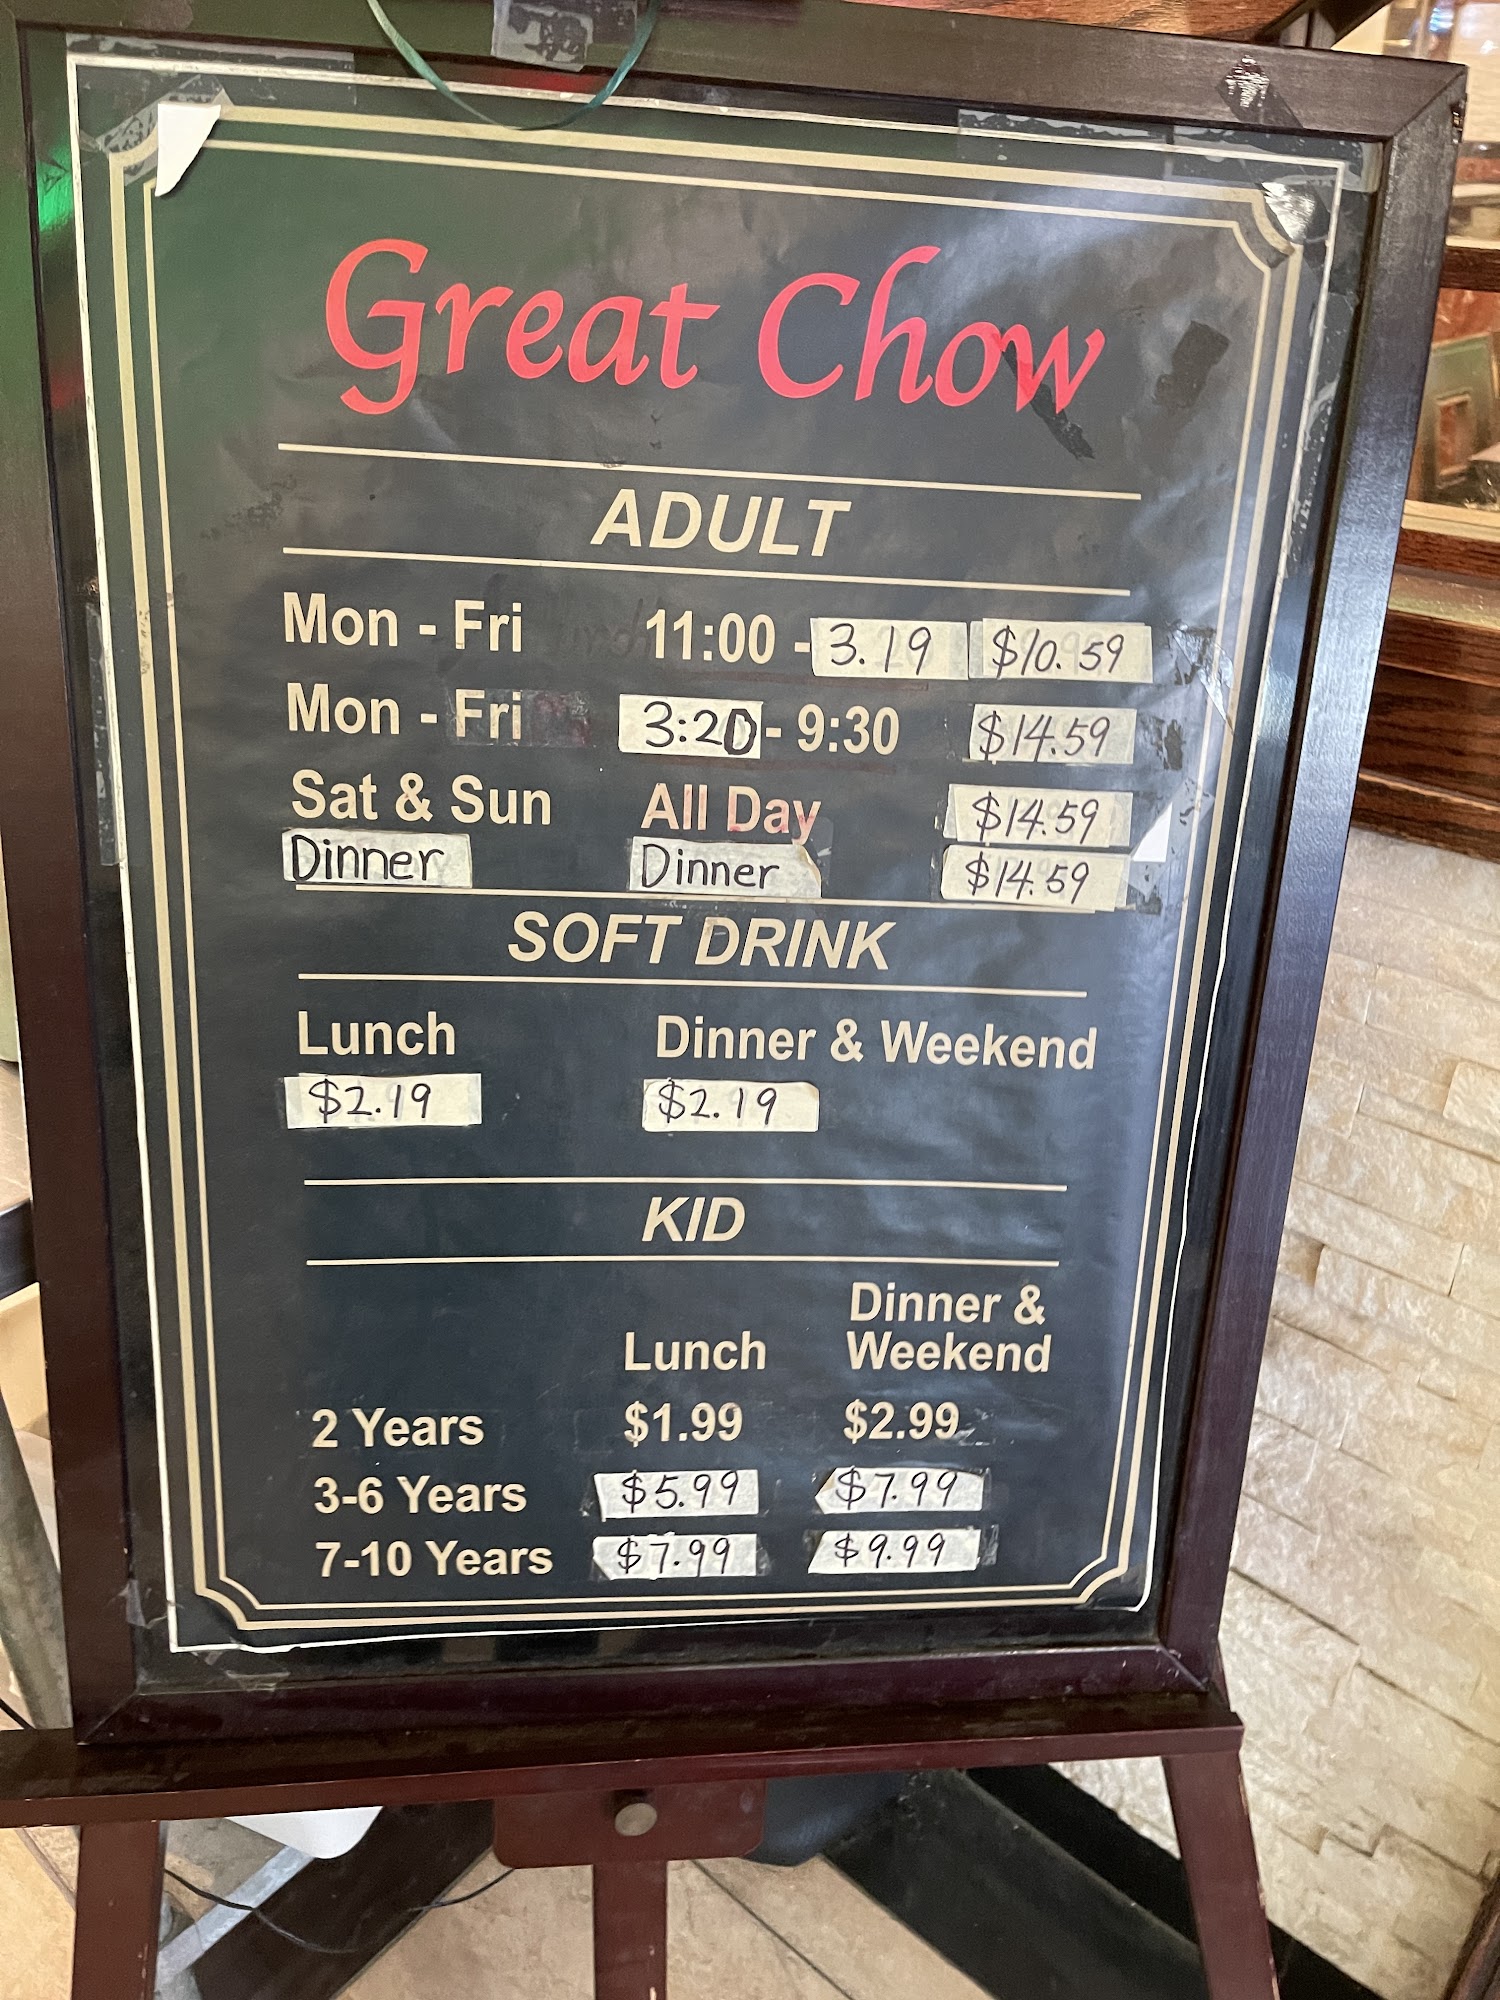 Great Chow
ADULT
Mon - Fri 11:00 - 3.19 $10.59
Mon - Fri 3:20 - 9:30 $14.59
Sat & Sun All Day $14.59
Dinner Dinner $14.59
SOFT DRINK
Lunch Dinner & Weekend
$2.19 $2.19
KID
Dinner &
Lunch Weekend
2 Years $1.99 $2.99
3-6 Years $5.99 $7.99
7-10 Years $7.99 $9.99